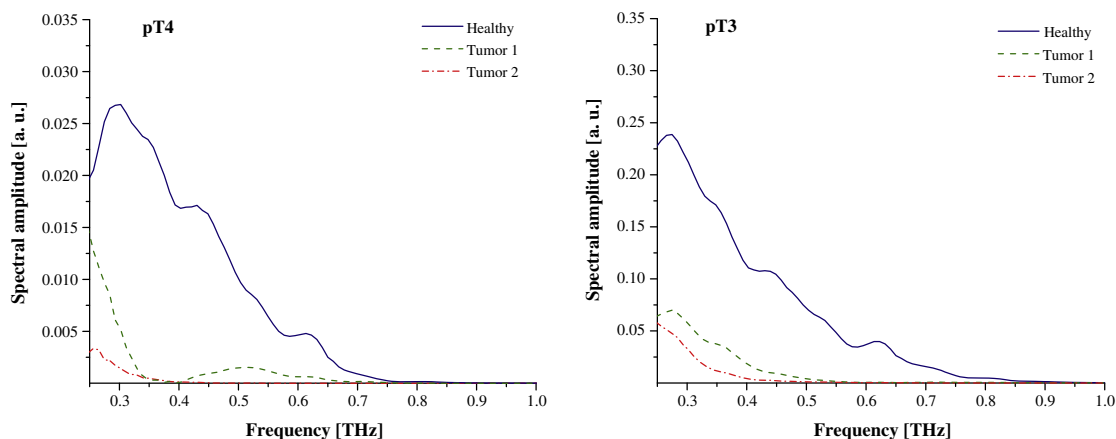 pT4
Healthy
Tumor 1
Tumor 2
0.035
0.030
0.025
0.020
0.015
0.010
0.005
Spectral amplitude [a. u.]
0.3 0.4 0.5 0.6 0.7 0.8 0.9 1.0
Frequency [THz]
pT3
Healthy
Tumor 1
Tumor 2
0.35
0.30
0.25
0.20
0.15
0.10
0.05
Spectral amplitude [a. u.]
0.3 0.4 0.5 0.6 0.7 0.8 0.9 1.0
Frequency [THz]